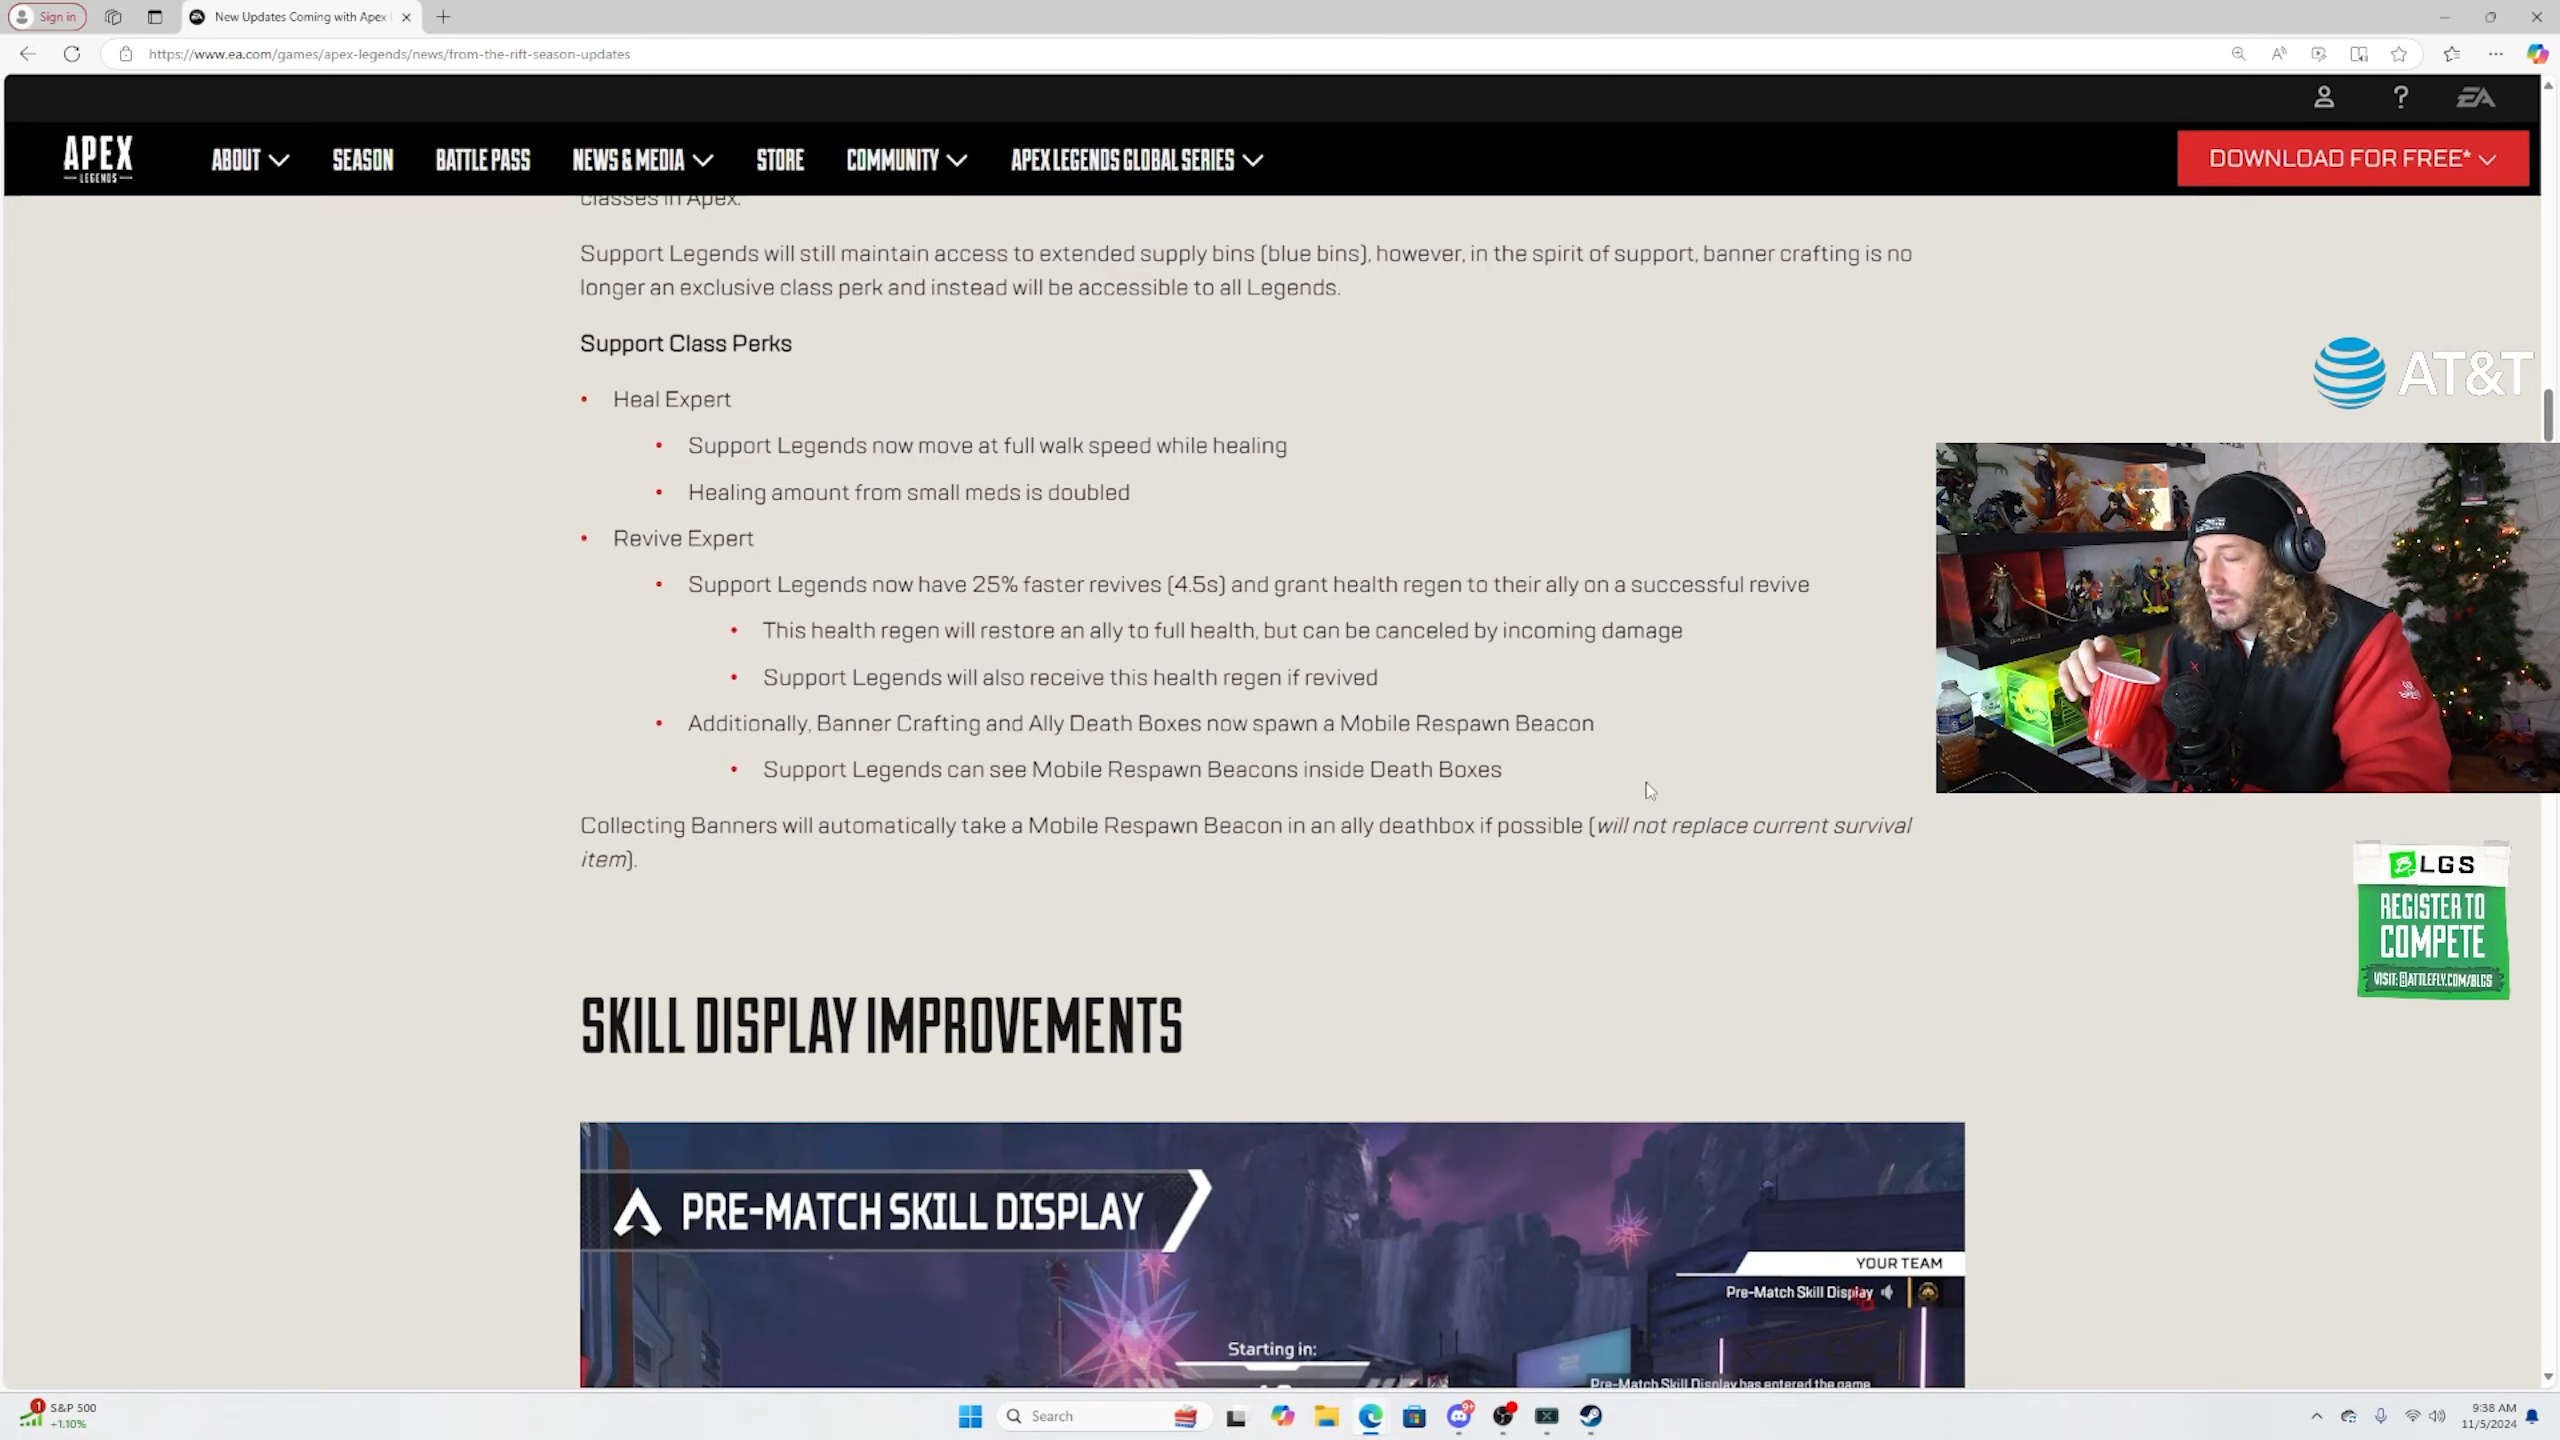 Sign in
New Updates Coming with Apex
https://www.ea.com/games/apex-legends/news/from-the-rift-season-updates
EA
APEX
LEGENDS
ABOUT
SEASON
BATTLE PASS
NEWS & MEDIA
STORE
COMMUNITY
APEX LEGENDS GLOBAL SERIES
DOWNLOAD FOR FREE*
classes in Apex.
Support Legends will still maintain access to extended supply bins (blue bins), however, in the spirit of support, banner crafting is no
longer an exclusive class perk and instead will be accessible to all Legends.
Support Class Perks
AT&T
• Heal Expert
• Support Legends now move at full walk speed while healing
• Healing amount from small meds is doubled
• Revive Expert
• Support Legends now have 25% faster revives (4.5s) and grant health regen to their ally on a successful revive
• This health regen will restore an ally to full health, but can be canceled by incoming damage
• Support Legends will also receive this health regen if revived
• Additionally, Banner Crafting and Ally Death Boxes now spawn a Mobile Respawn Beacon
• Support Legends can see Mobile Respawn Beacons inside Death Boxes
Collecting Banners will automatically take a Mobile Respawn Beacon in an ally deathbox if possible (will not replace current survival
item).
BLGS
REGISTER TO
COMPETE
VISIT: BATTLEFLY.COM/BLGS
SKILL DISPLAY IMPROVEMENTS
PRE-MATCH SKILL DISPLAY
YOUR TEAM
Pre-Match Skill Display
Starting in:
Pre-Match Skill Display has entered the game
1
S&P 500
+1.10%
Search
9+
9:38 AM
11/5/2024